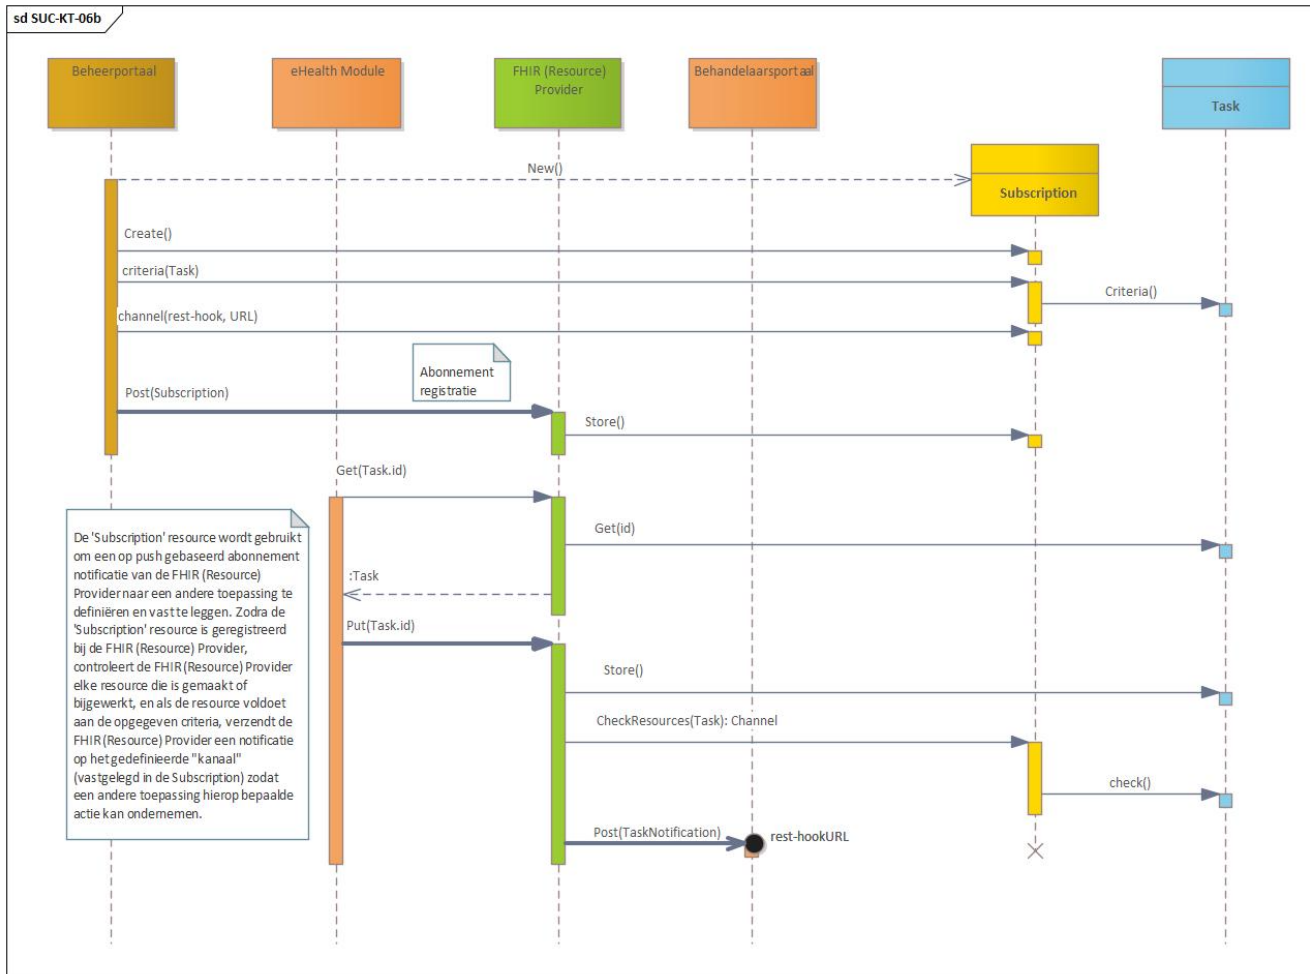 sd SUC-KT-06b
Beheerportaal
eHealth Module
FHIR (Resource)
Provider
Behandelaarsportaal
Task
New()
Subscription
Create()
criteria(Task)
Criteria()
channel(rest-hook, URL)
Abonnement
registratie
Post(Subscription)
Store()
Get(Task.id)
Get(id)
De 'Subscription' resource wordt gebruikt
om een op push gebaseerd abonnement
notificatie van de FHIR (Resource)
Provider naar een andere toepassing te
definiëren en vast te leggen. Zodra de
'Subscription' resource is geregistreerd
bij de FHIR (Resource) Provider,
controleert de FHIR (Resource) Provider
elke resource die is gemaakt of
bijgewerkt, en als de resource voldoet
aan de opgegeven criteria, verzendt de
FHIR (Resource) Provider een notificatie
op het gedefinieerde "kanaal"
(vastgelegd in de Subscription) zodat
een andere toepassing hierop bepaalde
actie kan ondernemen.
:Task
Put(Task.id)
Store()
CheckResources(Task): Channel
check()
Post(TaskNotification)
rest-hookURL